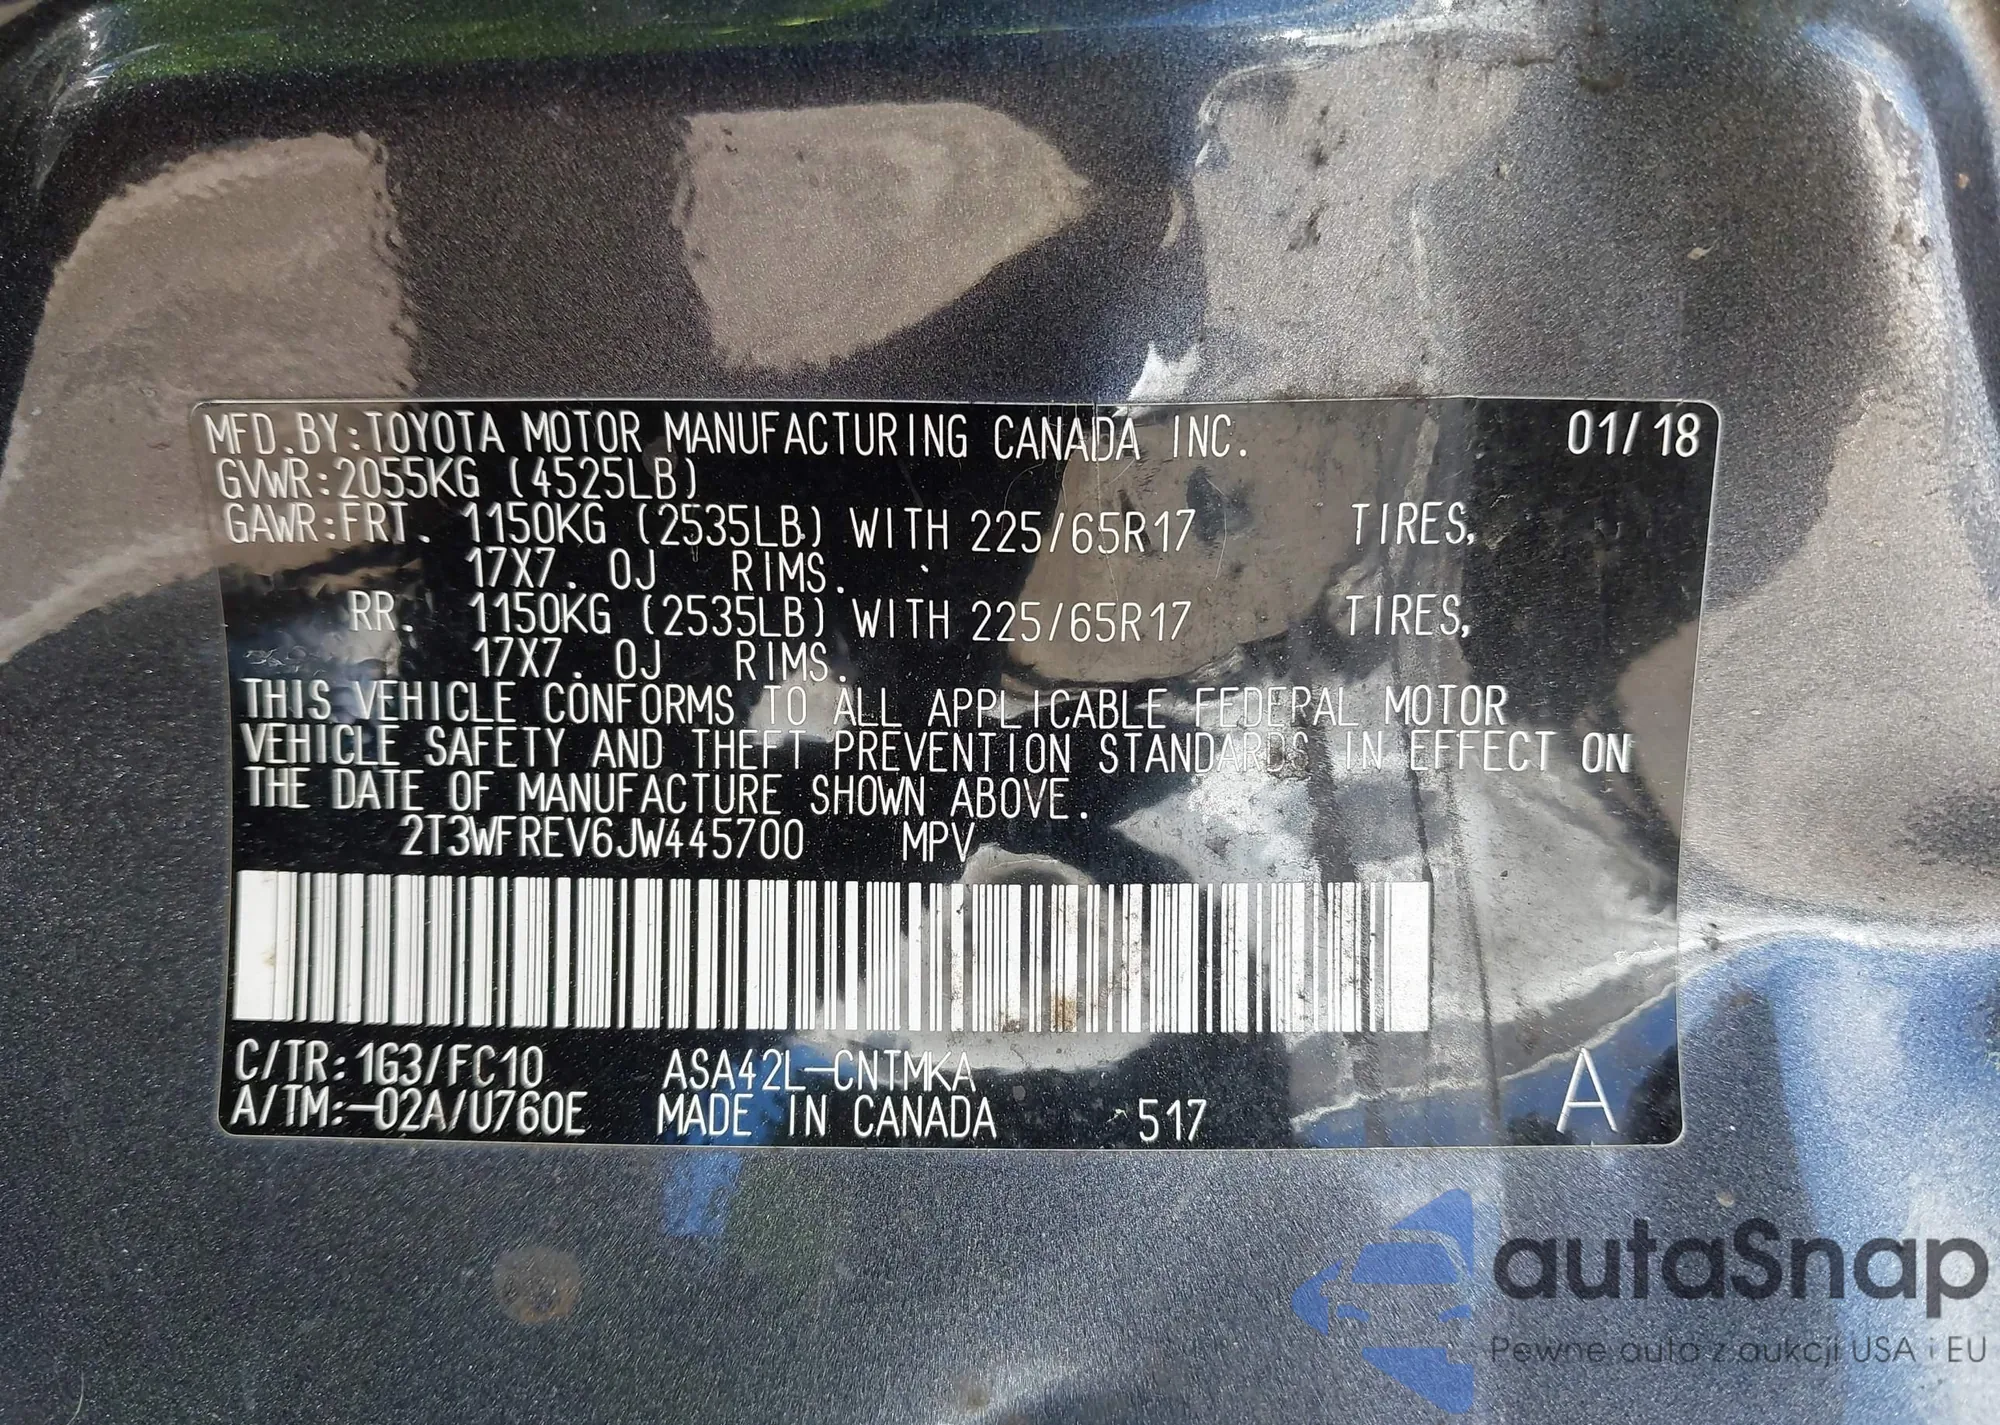 MFD.BY:TOYOTA MOTOR MANUFACTURING CANADA INC. 01/18
GVWR:2055KG (4525LB)
GAWR:FRT. 1150KG (2535LB) WITH 225/65R17 TIRES,
17X7.0J RIMS.
RR. 1150KG (2535LB) WITH 225/65R17 TIRES,
17X7.0J RIMS.
THIS VEHICLE CONFORMS TO ALL APPLICABLE FEDERAL MOTOR
VEHICLE SAFETY AND THEFT PREVENTION STANDARDS IN EFFECT ON
THE DATE OF MANUFACTURE SHOWN ABOVE.
2T3WFREV6JW445700 MPV
C/TR:1G3/FC10 ASA42L-CNTMKA A
A/TM:-02A/U760E MADE IN CANADA 517
autaSnap
Pewne auta z aukcji USA i EU